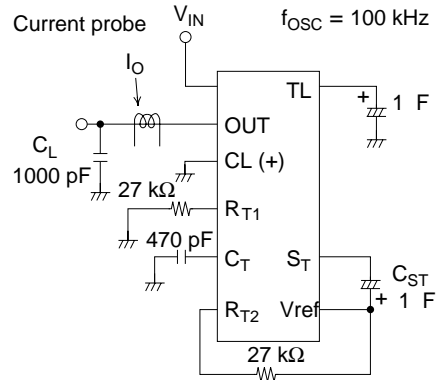 Current probe
V_IN
f_OSC = 100 kHz
I_O
TL
+
1 F
OUT
C_L
1000 pF
CL (+)
27 kΩ
R_T1
470 pF
C_T
S_T
C_ST
+ 1 F
R_T2
Vref
27 kΩ